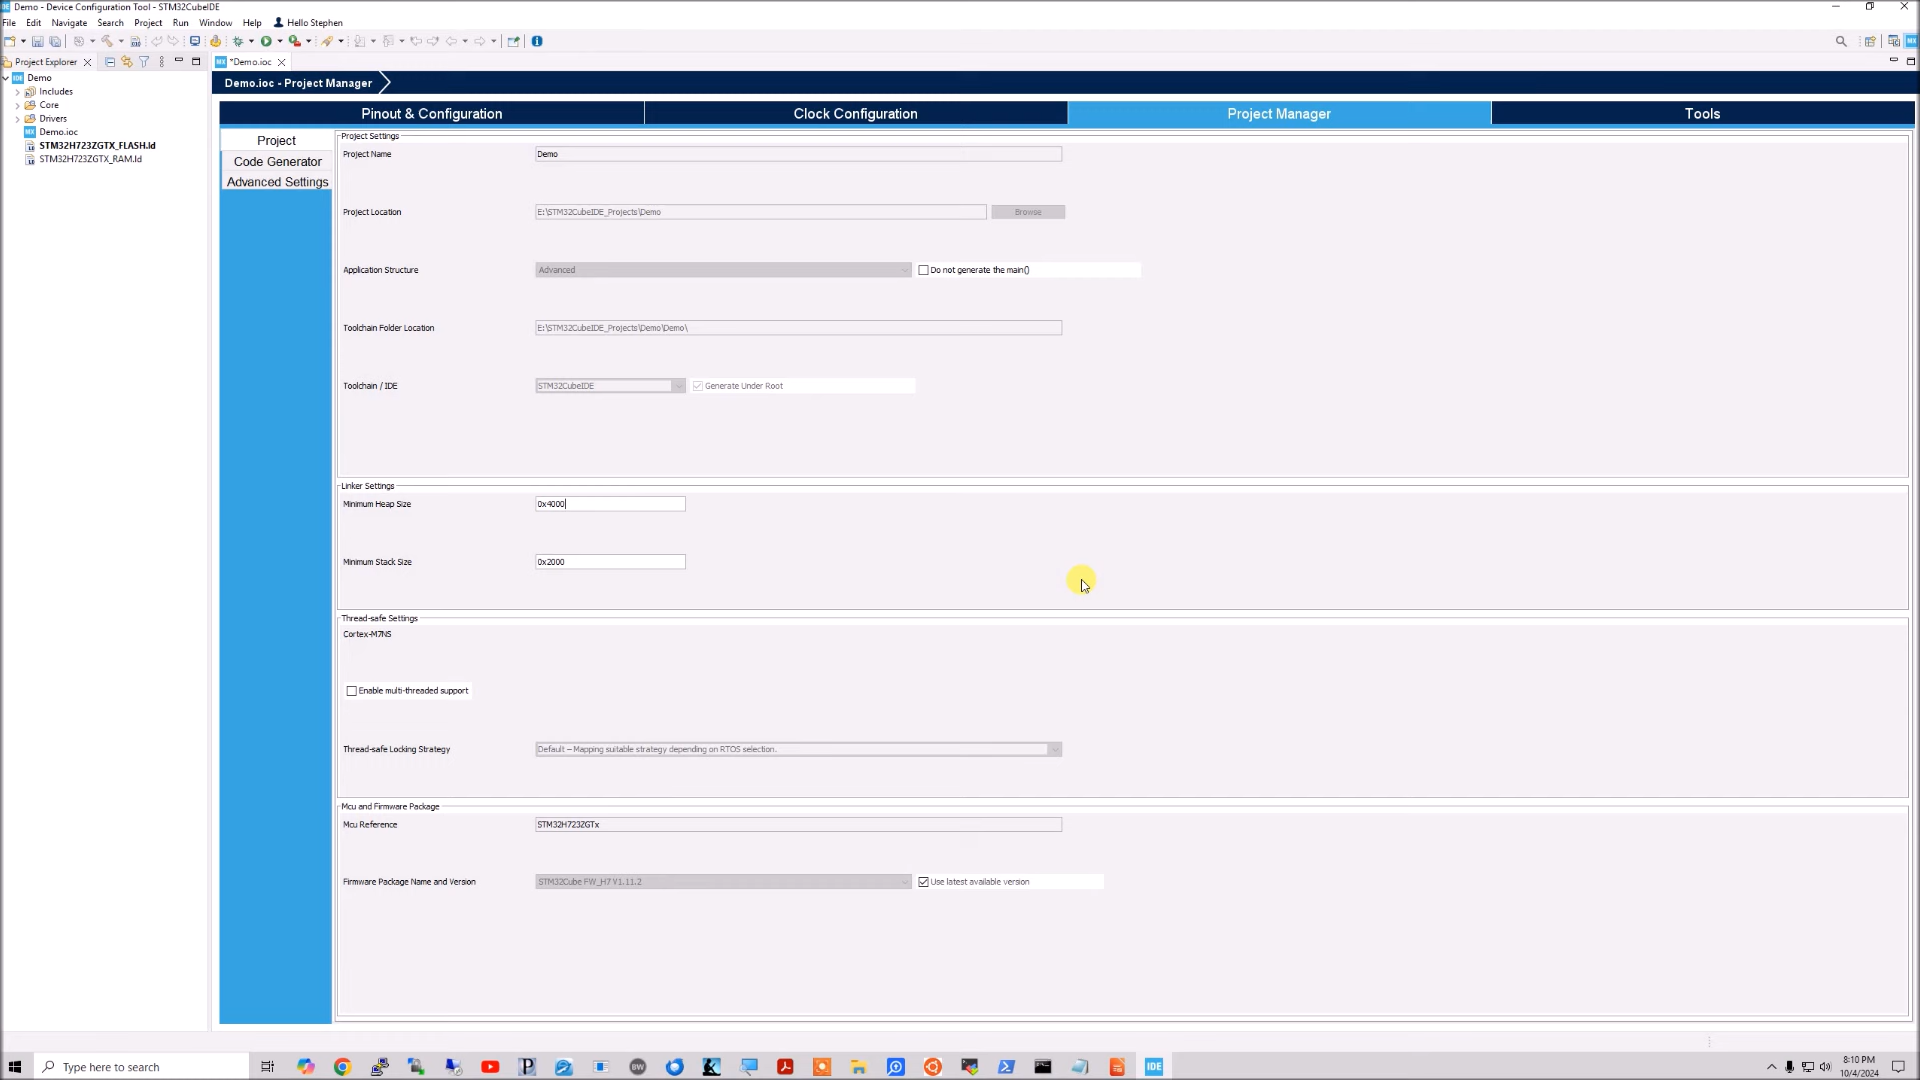 Demo - Device Configuration Tool - STM32CubeIDE
File Edit Navigate Search Project Run Window Help Hello Stephen
Project Explorer
*Demo.ioc
Demo
Includes
Core
Drivers
Demo.ioc
STM32H723ZGTX_FLASH.ld
STM32H723ZGTX_RAM.ld
Demo.ioc - Project Manager
Pinout & Configuration
Clock Configuration
Project Manager
Tools
Project
Code Generator
Advanced Settings
Project Settings
Project Name
Demo
Project Location
E:\STM32CubeIDE_Projects\Demo
Browse
Application Structure
Advanced
Do not generate the main()
Toolchain Folder Location
E:\STM32CubeIDE_Projects\Demo\Demo\
Toolchain / IDE
STM32CubeIDE
Generate Under Root
Linker Settings
Minimum Heap Size
0x4000
Minimum Stack Size
0x2000
Thread-safe Settings
Cortex-M7NS
Enable multi-threaded support
Thread-safe Locking Strategy
Default – Mapping suitable strategy depending on RTOS selection.
Mcu and Firmware Package
Mcu Reference
STM32H723ZGTx
Firmware Package Name and Version
STM32Cube FW_H7 V1.11.2
Use latest available version
Type here to search
BW
IDE
8:10 PM
10/4/2024